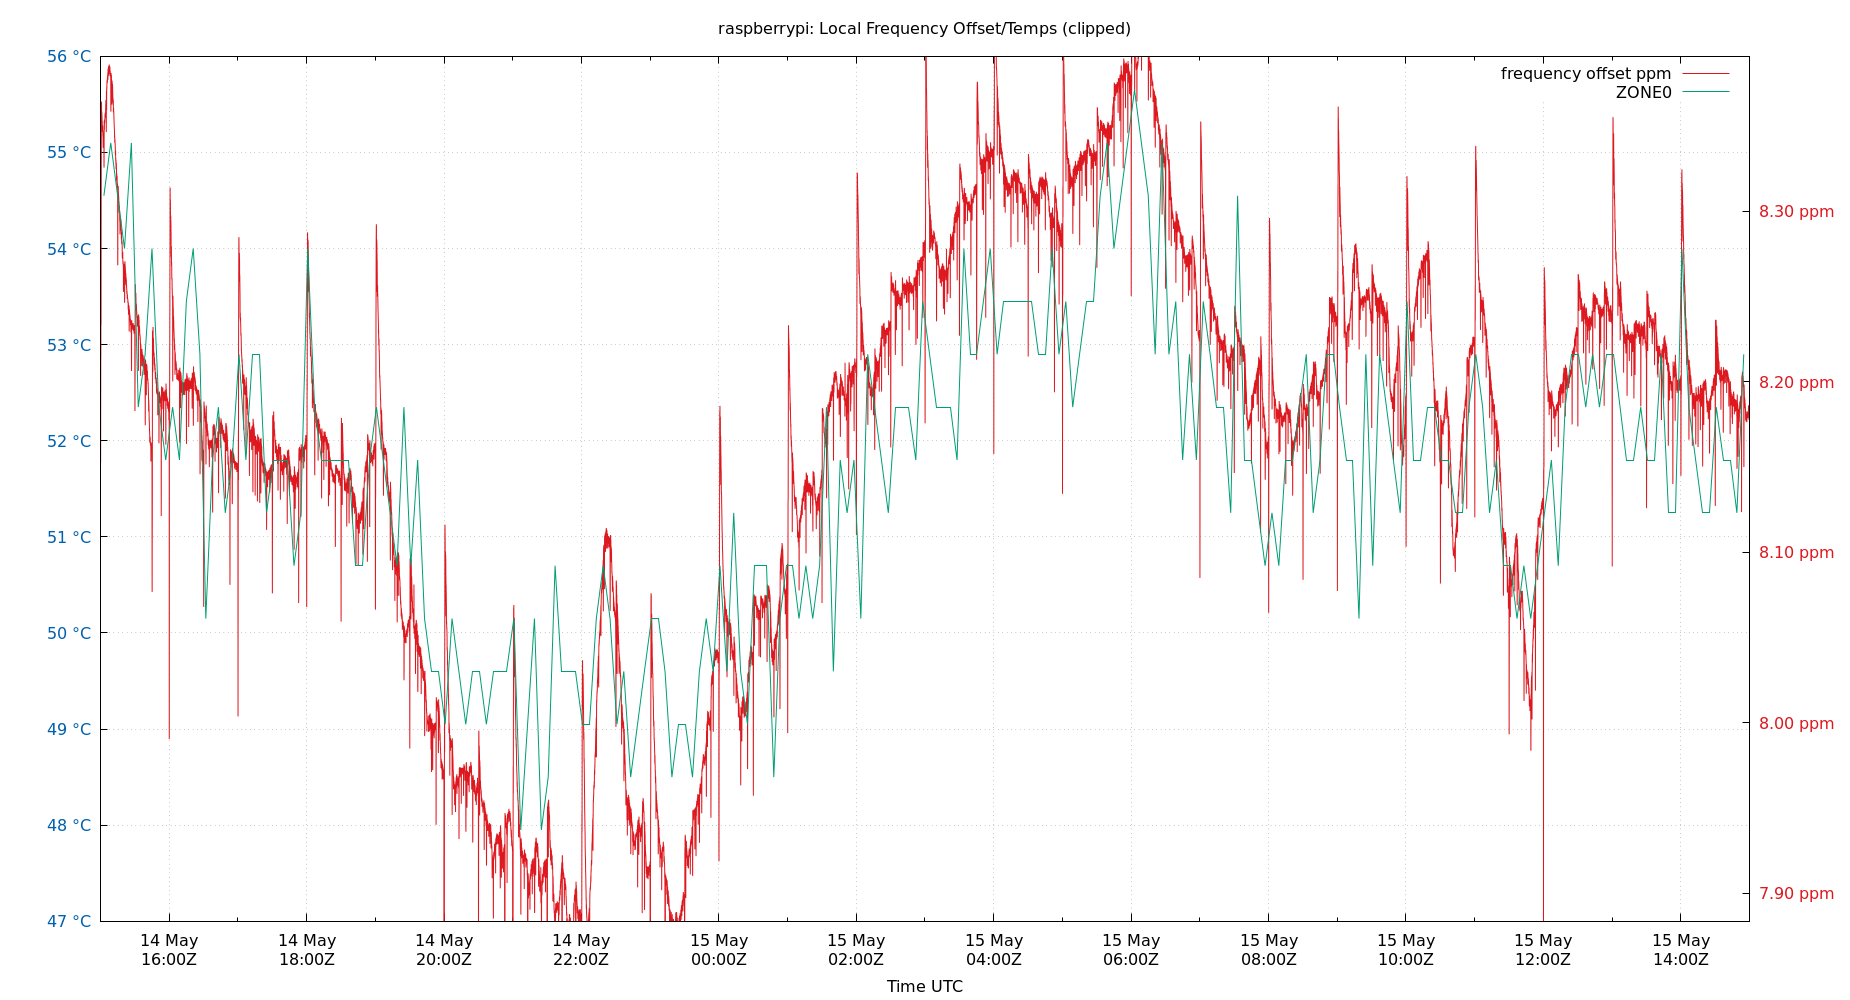 raspberrypi: Local Frequency Offset/Temps (clipped)
56 °C
55 °C
54 °C
53 °C
52 °C
51 °C
50 °C
49 °C
48 °C
47 °C
frequency offset ppm
ZONE0
8.30 ppm
8.20 ppm
8.10 ppm
8.00 ppm
7.90 ppm
14 May
16:00Z
14 May
18:00Z
14 May
20:00Z
14 May
22:00Z
15 May
00:00Z
15 May
02:00Z
15 May
04:00Z
15 May
06:00Z
15 May
08:00Z
15 May
10:00Z
15 May
12:00Z
15 May
14:00Z
Time UTC